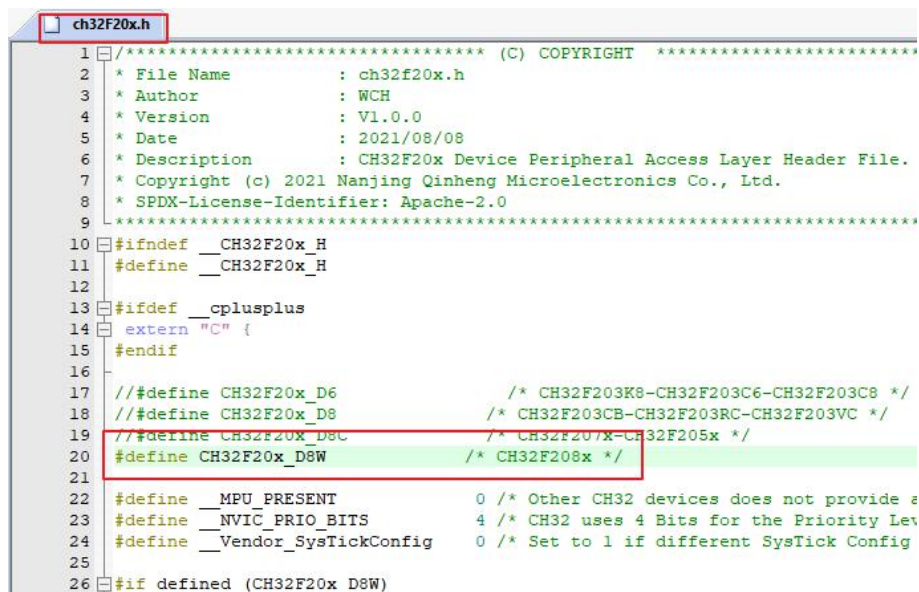 ch32F20x.h
1 /********************************** (C) COPYRIGHT *************************
2 * File Name : ch32f20x.h
3 * Author : WCH
4 * Version : V1.0.0
5 * Date : 2021/08/08
6 * Description : CH32F20x Device Peripheral Access Layer Header File.
7 * Copyright (c) 2021 Nanjing Qinheng Microelectronics Co., Ltd.
8 * SPDX-License-Identifier: Apache-2.0
9 ****************************************************************************
10 #ifndef __CH32F20x_H
11 #define __CH32F20x_H
12
13 #ifdef __cplusplus
14 extern "C" {
15 #endif
16
17 //#define CH32F20x_D6 /* CH32F203K8-CH32F203C6-CH32F203C8 */
18 //#define CH32F20x_D8 /* CH32F203CB-CH32F203RC-CH32F203VC */
19 //#define CH32F20x_D8C /* CH32F207x-CH32F205x */
20 #define CH32F20x_D8W /* CH32F208x */
21
22 #define __MPU_PRESENT 0 /* Other CH32 devices does not provide a
23 #define __NVIC_PRIO_BITS 4 /* CH32 uses 4 Bits for the Priority Lev
24 #define __Vendor_SysTickConfig 0 /* Set to 1 if different SysTick Config
25
26 #if defined (CH32F20x_D8W)